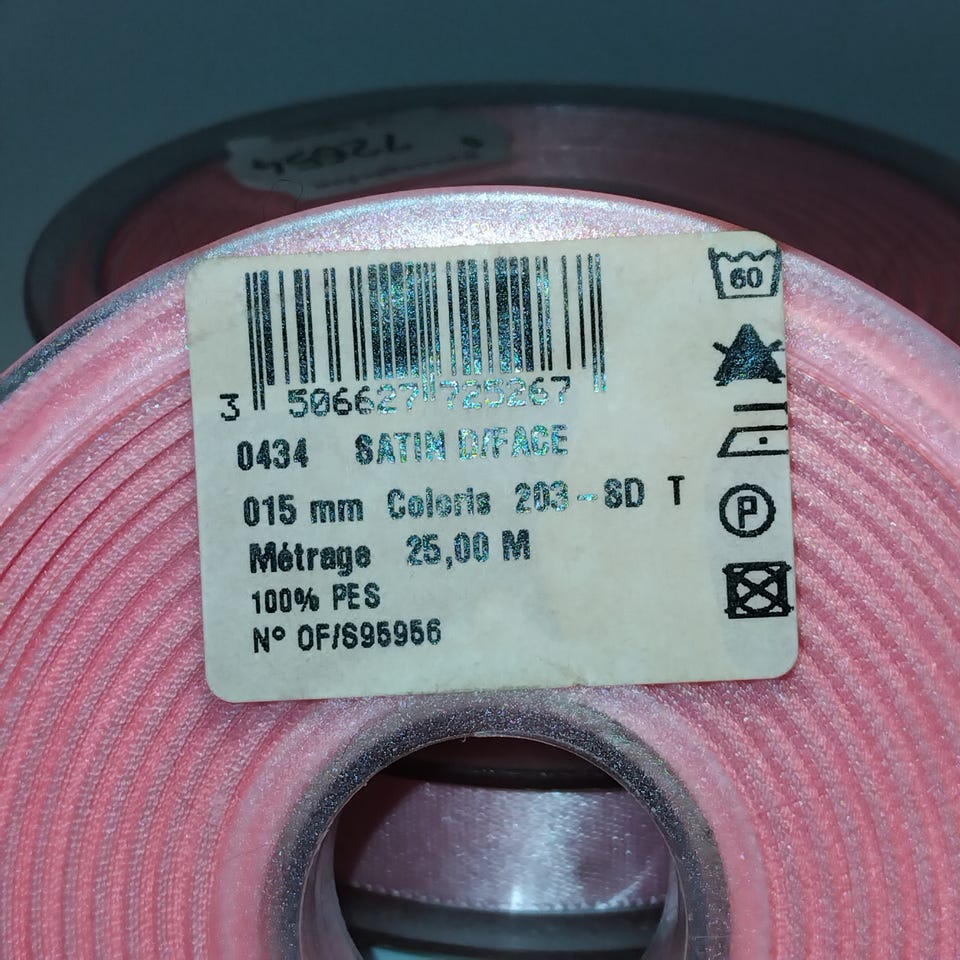 3 506627 725267
0434 SATIN D/FACE
015 mm Coloris 203-SD T
Métrage 25,00 M
100% PES
N° OF/S95956
60
P